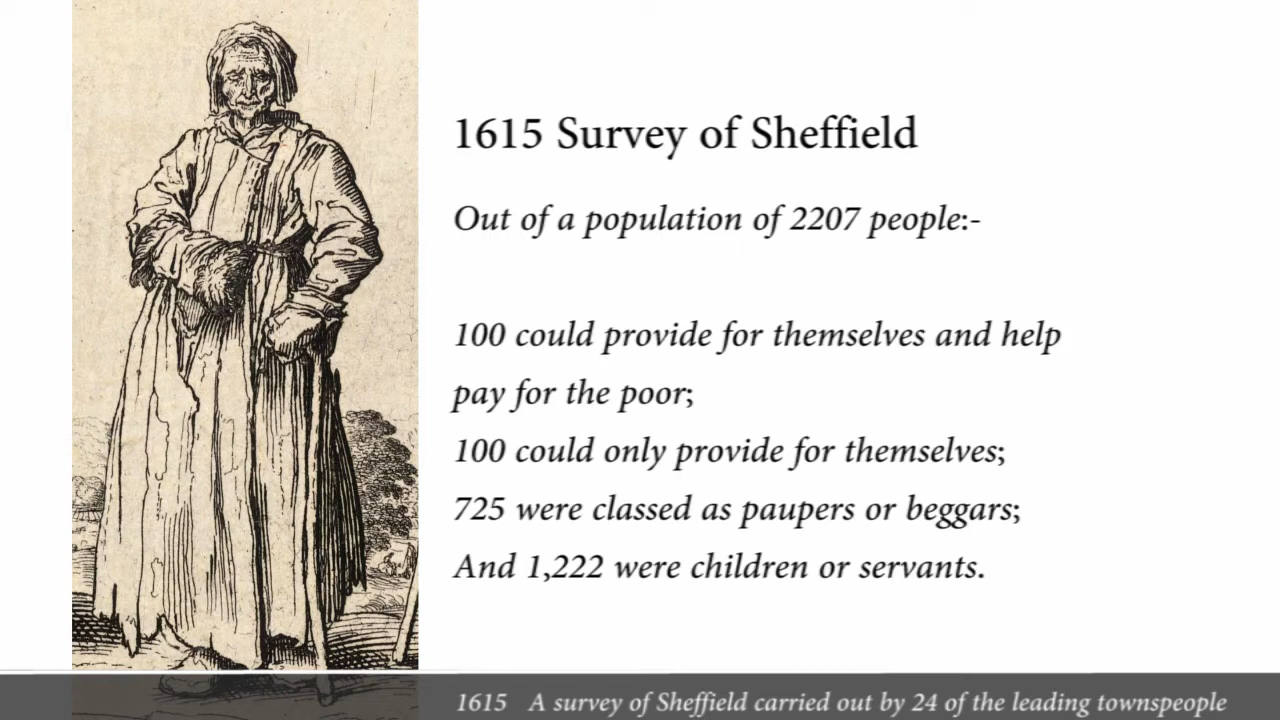 1615 Survey of Sheffield
Out of a population of 2207 people:-
100 could provide for themselves and help
pay for the poor;
100 could only provide for themselves;
725 were classed as paupers or beggars;
And 1,222 were children or servants.
1615 A survey of Sheffield carried out by 24 of the leading townspeople